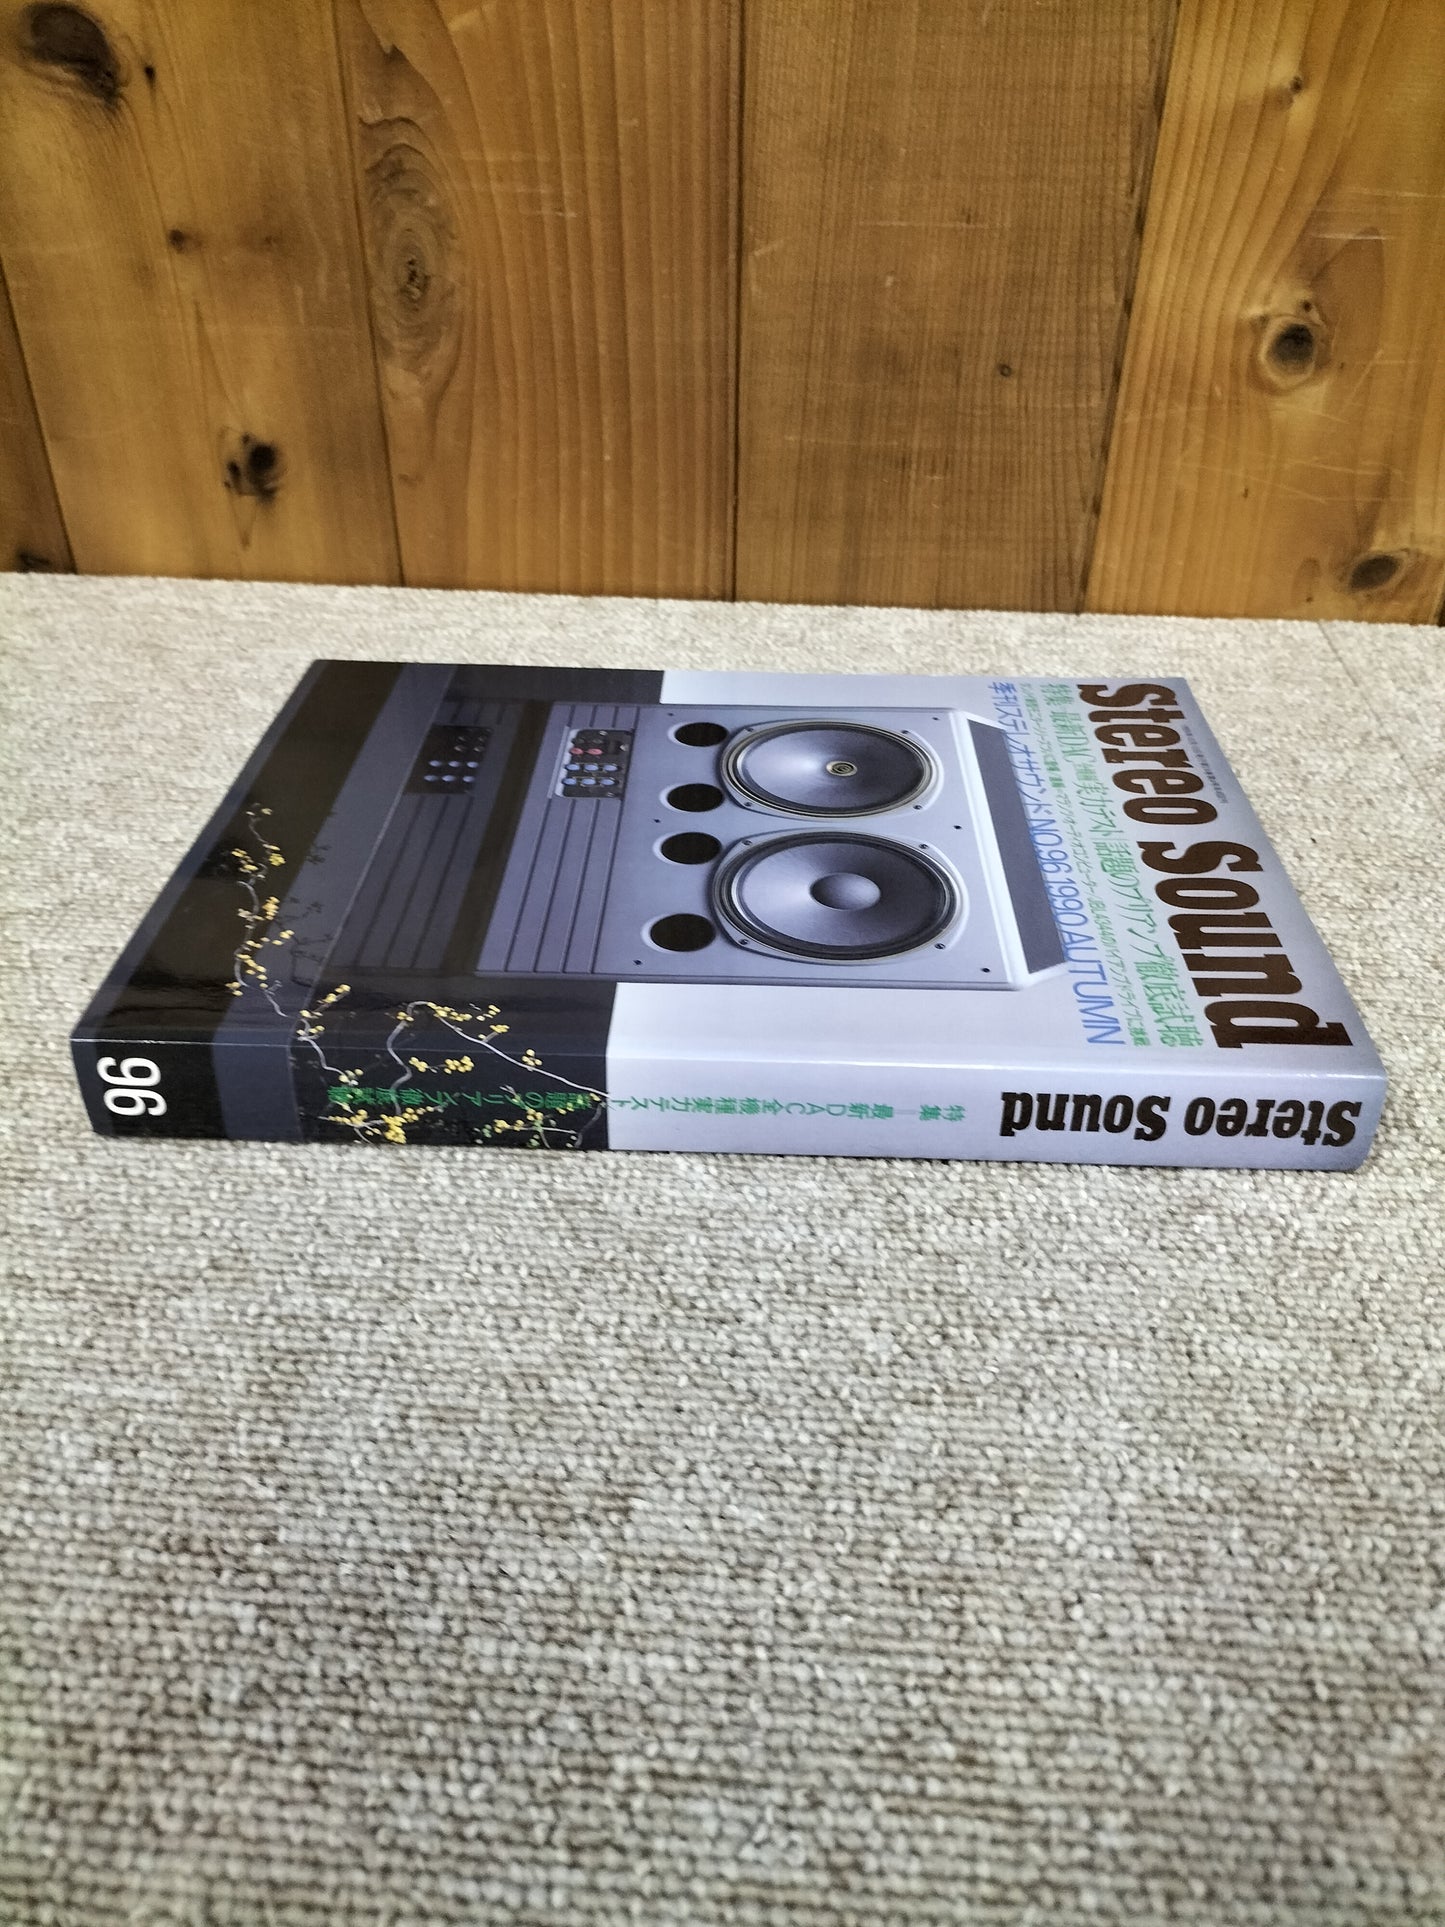 Stereo Sound
季刊ステレオサウンド NO.96 1990 AUTUMN
特集 最新DAC全機種実力テスト 話題のプリアンプ徹底試聴
Stereo Sound
特集 最新DAC全機種実力テスト
話題のプリアンプ徹底試聴
96